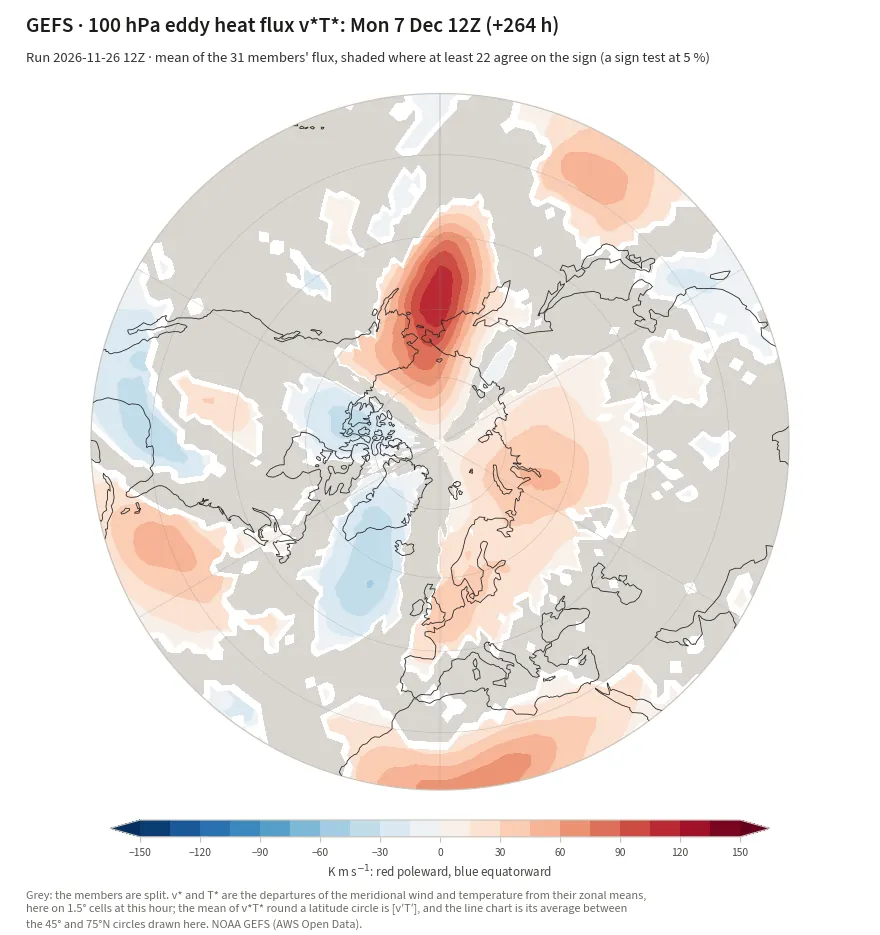 GEFS · 100 hPa eddy heat flux v*T*: Mon 7 Dec 12Z (+264 h)
Run 2026-11-26 12Z · mean of the 31 members' flux, shaded where at least 22 agree on the sign (a sign test at 5 %)
−150 −120 −90 −60 −30 0 30 60 90 120 150
K m s⁻¹: red poleward, blue equatorward
Grey: the members are split. v* and T* are the departures of the meridional wind and temperature from their zonal means,
here on 1.5° cells at this hour; the mean of v*T* round a latitude circle is [v′T′], and the line chart is its average between
the 45° and 75°N circles drawn here. NOAA GEFS (AWS Open Data).